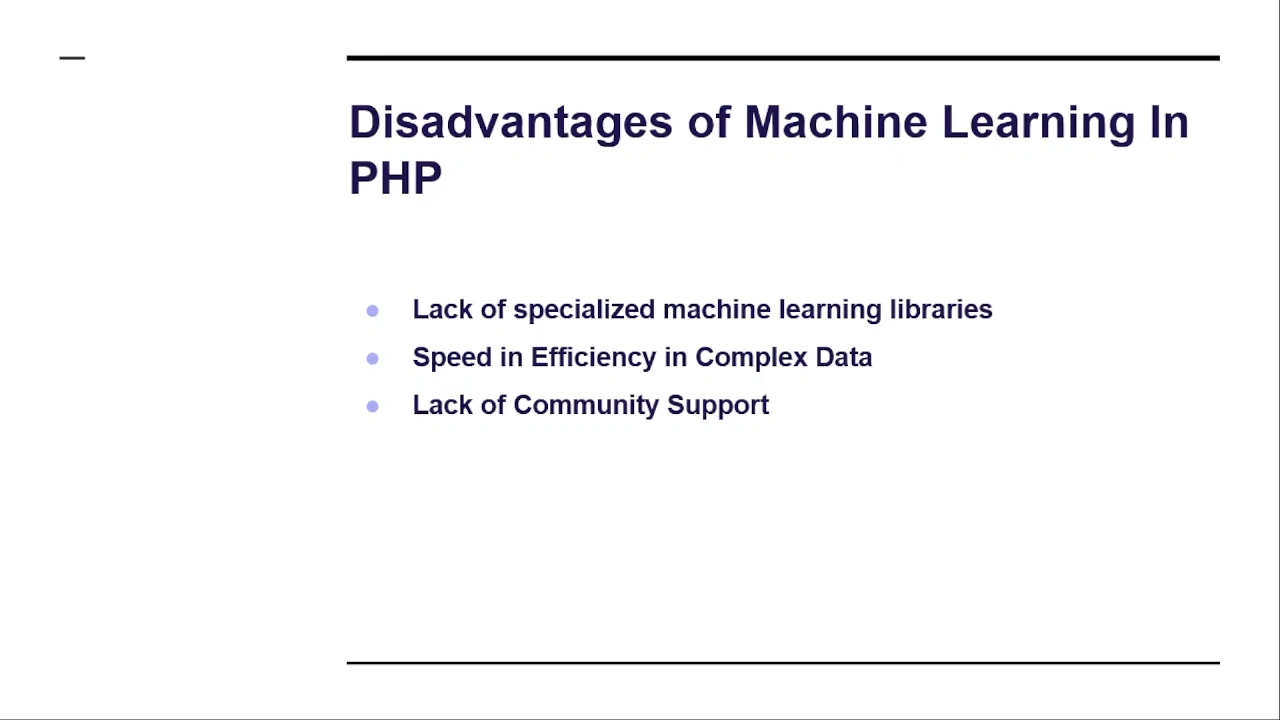 Disadvantages of Machine Learning In
PHP
Lack of specialized machine learning libraries
Speed in Efficiency in Complex Data
Lack of Community Support